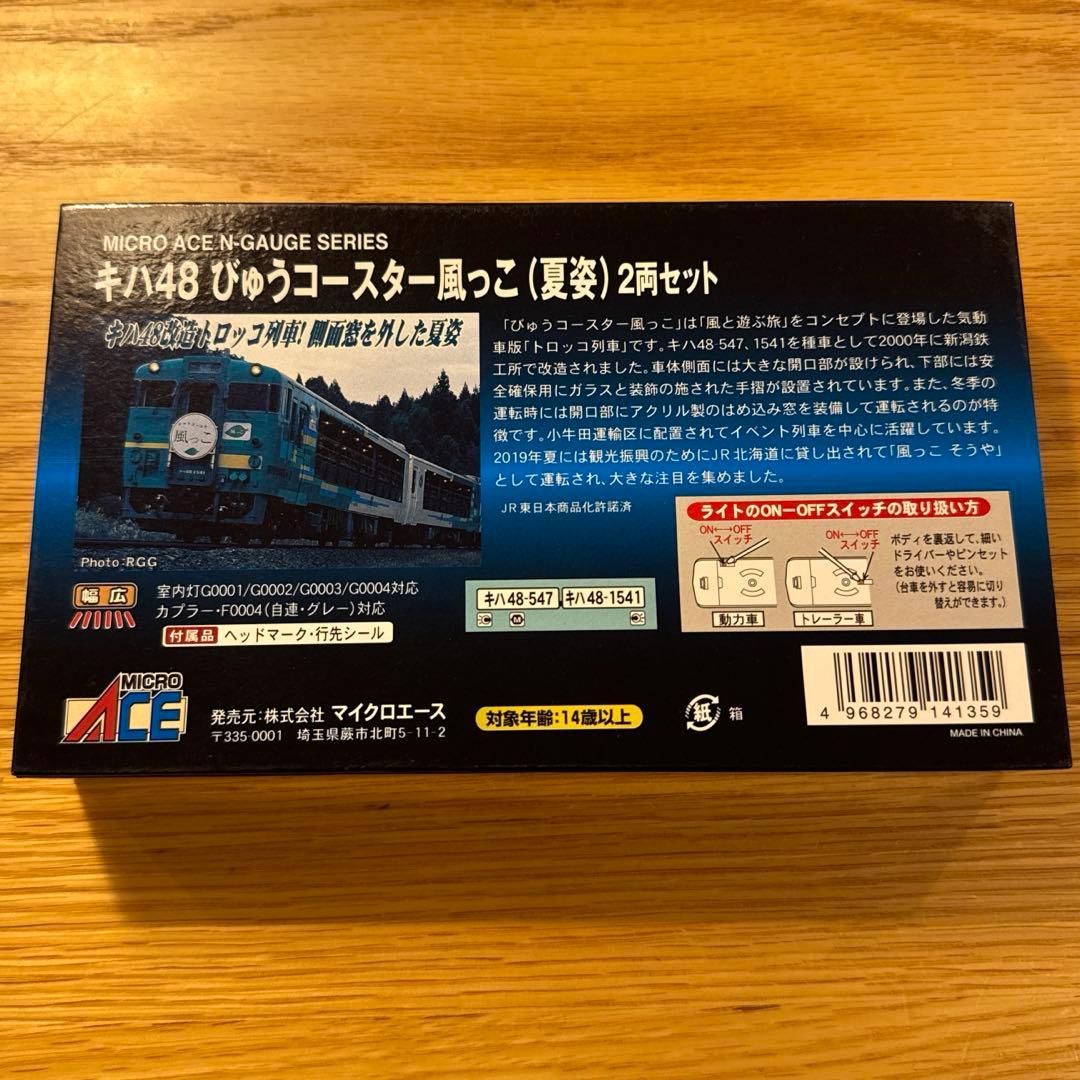 MICRO ACE N-GAUGE SERIES
キハ48 びゅうコースター風っこ(夏姿)2両セット
キハ48改造トロッコ列車!側面窓を外した夏姿
風っこ
キハ48 1541
Photo:RGG
「びゅうコースター風っこ」は「風と遊ぶ旅」をコンセプトに登場した気動
車版「トロッコ列車」です。キハ48-547、1541を種車として2000年に新潟鉄
工所で改造されました。車体側面には大きな開口部が設けられ、下部には安
全確保用にガラスと装飾の施された手摺が設置されています。また、冬季の
運転時には開口部にアクリル製のはめ込み窓を装備して運転されるのが特
徴です。小牛田運輸区に配置されてイベント列車を中心に活躍しています。
2019年夏には観光振興のためにJR北海道に貸し出されて「風っこ そうや」
として運転され、大きな注目を集めました。
JR東日本商品化許諾済
幅広
室内灯G0001/G0002/G0003/G0004対応
カプラー・F0004(自連・グレー)対応
付属品 ヘッドマーク・行先シール
キハ48-547 キハ48-1541
M
ライトのON-OFFスイッチの取り扱い方
ON←→OFF
スイッチ
動力車
ON←→OFF
スイッチ
トレーラー車
ボディを裏返して、細い
ドライバーやピンセット
をお使いください。
(台車を外すと容易に切り
替えができます。)
MICRO
ACE
発売元:株式会社 マイクロエース
〒335-0001 埼玉県蕨市北町5-11-2
対象年齢:14歳以上
紙 箱
4 968279 141359
MADE IN CHINA